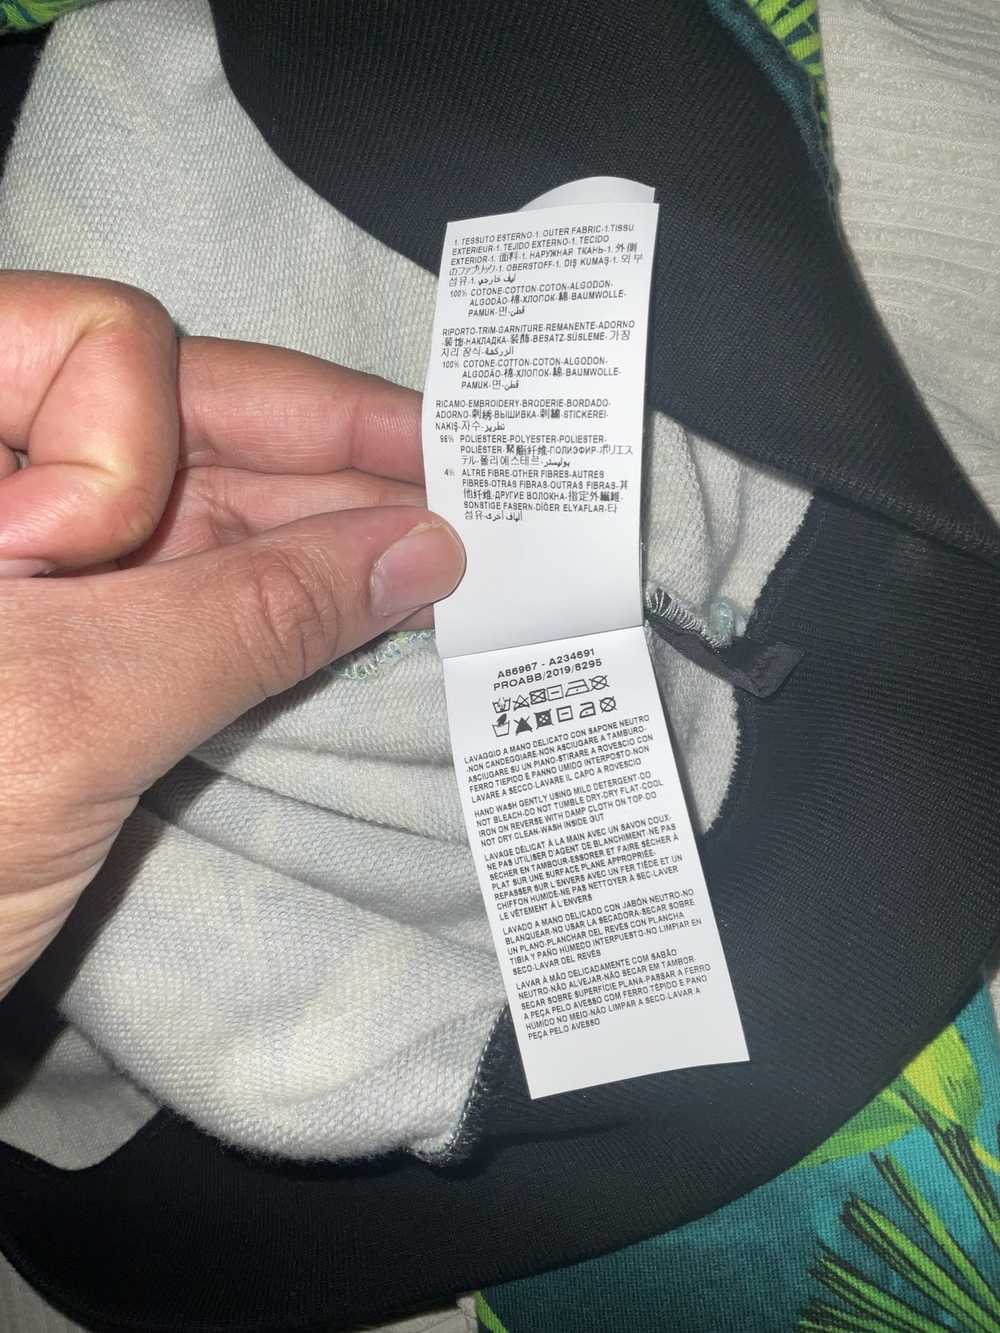 1. TESSUTO ESTERNO-1. OUTER FABRIC-1.TISSU
EXTERIEUR-1. TEJIDO EXTERNO-1. TECIDO
EXTERIOR-1. 面料-1. НАРУЖНАЯ ТКАНЬ-1. 外側
のファブリック-1. OBERSTOFF-1. DIŞ KUMAŞ-1. 외부
섬유-1. ليف خارجي
100% COTONE-COTTON-COTON-ALGODON-
ALGODÃO-棉-ХЛОПОК-綿-BAUMWOLLE-
PAMUK-면-قطن
RIPORTO-TRIM-GARNITURE-REMANENTE-ADORNO
-装饰-НАКЛАДКА-装飾-BESATZ-SÜSLEME-가장
자리 장식-الزركشة
100% COTONE-COTTON-COTON-ALGODON-
ALGODÃO-棉-ХЛОПОК-綿-BAUMWOLLE-
PAMUK-면-قطن
RICAMO-EMBROIDERY-BRODERIE-BORDADO-
ADORNO-刺绣-ВЫШИВКА-刺繍-STICKEREI-
NAKIŞ-자수-تطريز
96% POLIESTERE-POLYESTER-POLIESTER-
POLIÉSTER-聚酯纤维-ПОЛИЭФИР-ポリエス
テル-폴리에스테르-بوليستر
4% ALTRE FIBRE-OTHER FIBRES-AUTRES
FIBRES-OTRAS FIBRAS-OUTRAS FIBRAS-其
他纤维-ДРУГИЕ ВОЛОКНА-指定外繊維-
SONSTIGE FASERN-DİĞER ELYAFLAR-타
섬유-ألياف أخرى
A86967 - A234691
PROABB/2019/8295
LAVAGGIO A MANO DELICATO CON SAPONE NEUTRO
-NON CANDEGGIARE-NON ASCIUGARE A TAMBURO-
ASCIUGARE SU UN PIANO-STIRARE A ROVESCIO CON
FERRO TIEPIDO E PANNO UMIDO INTERPOSTO-NON
LAVARE A SECCO-LAVARE IL CAPO A ROVESCIO
HAND WASH GENTLY USING MILD DETERGENT-DO
NOT BLEACH-DO NOT TUMBLE DRY-DRY FLAT-COOL
IRON ON REVERSE WITH DAMP CLOTH ON TOP-DO
NOT DRY CLEAN-WASH INSIDE OUT
LAVAGE DÉLICAT À LA MAIN AVEC UN SAVON DOUX-
NE PAS UTILISER D'AGENT DE BLANCHIMENT-NE PAS
SÉCHER EN TAMBOUR-ESSORER ET FAIRE SÉCHER À
PLAT SUR UNE SURFACE PLANE APPROPRIÉE-
REPASSER SUR L'ENVERS AVEC UN FER TIÈDE ET UN
CHIFFON HUMIDE-NE PAS NETTOYER À SEC-LAVER
LE VÊTEMENT À L'ENVERS
LAVADO A MANO DELICADO CON JABÓN NEUTRO-NO
BLANQUEAR-NO USAR LA SECADORA-SECAR SOBRE
UN PLANO-PLANCHAR DEL REVÉS CON PLANCHA
TIBIA Y PAÑO HÚMEDO INTERPUESTO-NO LIMPIAR EN
SECO-LAVAR DEL REVÉS
LAVAR À MÃO DELICADAMENTE COM SABÃO
NEUTRO-NÃO ALVEJAR-NÃO SECAR EM TAMBOR-
SECAR SOBRE SUPERFÍCIE PLANA-PASSAR A FERRO
A PEÇA PELO AVESSO COM FERRO TÉPIDO E PANO
HÚMIDO NO MEIO-NÃO LIMPAR A SECO-LAVAR A
PEÇA PELO AVESSO